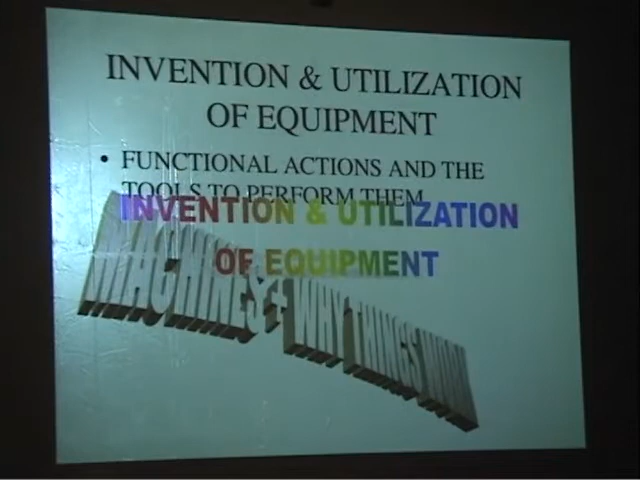 INVENTION & UTILIZATION
OF EQUIPMENT
• FUNCTIONAL ACTIONS AND THE
TOOLS TO PERFORM THEM
INVENTION & UTILIZATION
OF EQUIPMENT
MACHINES & WHY THINGS WORK